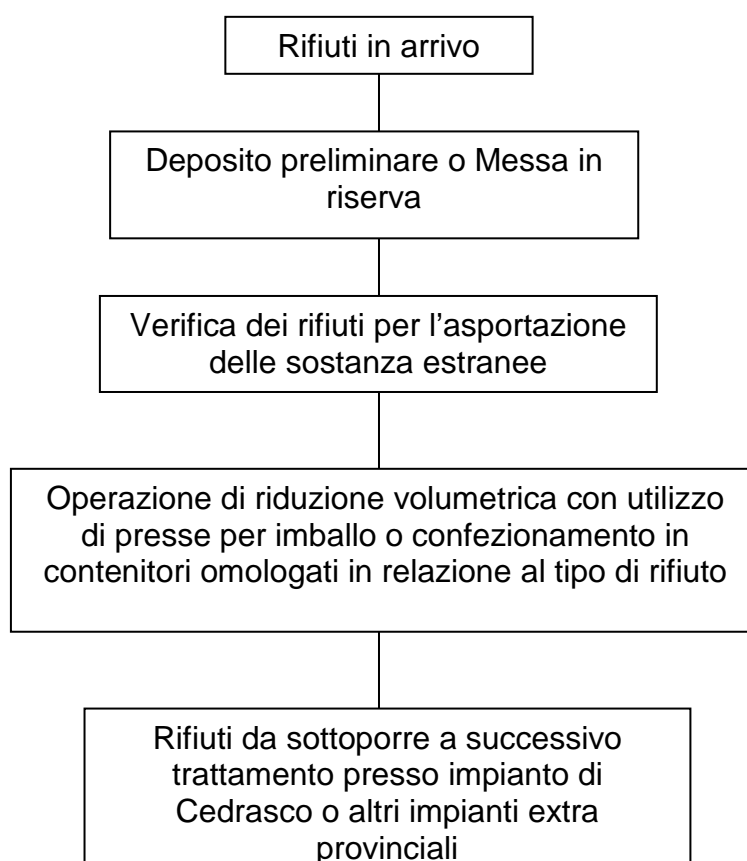 Rifiuti in arrivo
Deposito preliminare o Messa in
riserva
Verifica dei rifiuti per l’asportazione
delle sostanza estranee
Operazione di riduzione volumetrica con utilizzo
di presse per imballo o confezionamento in
contenitori omologati in relazione al tipo di rifiuto
Rifiuti da sottoporre a successivo
trattamento presso impianto di
Cedrasco o altri impianti extra
provinciali